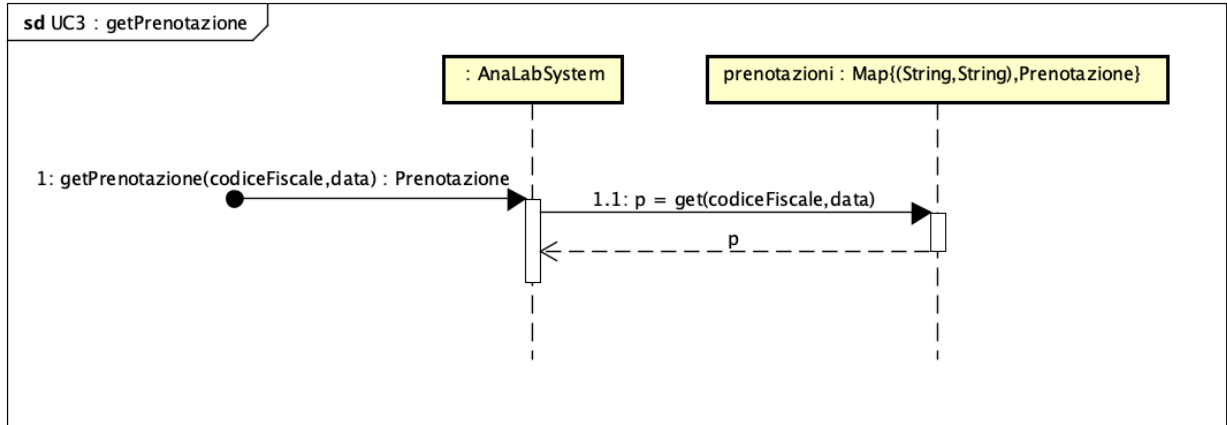 sd UC3 : getPrenotazione
: AnaLabSystem
prenotazioni : Map{(String,String),Prenotazione}
1: getPrenotazione(codiceFiscale,data) : Prenotazione
1.1: p = get(codiceFiscale,data)
p